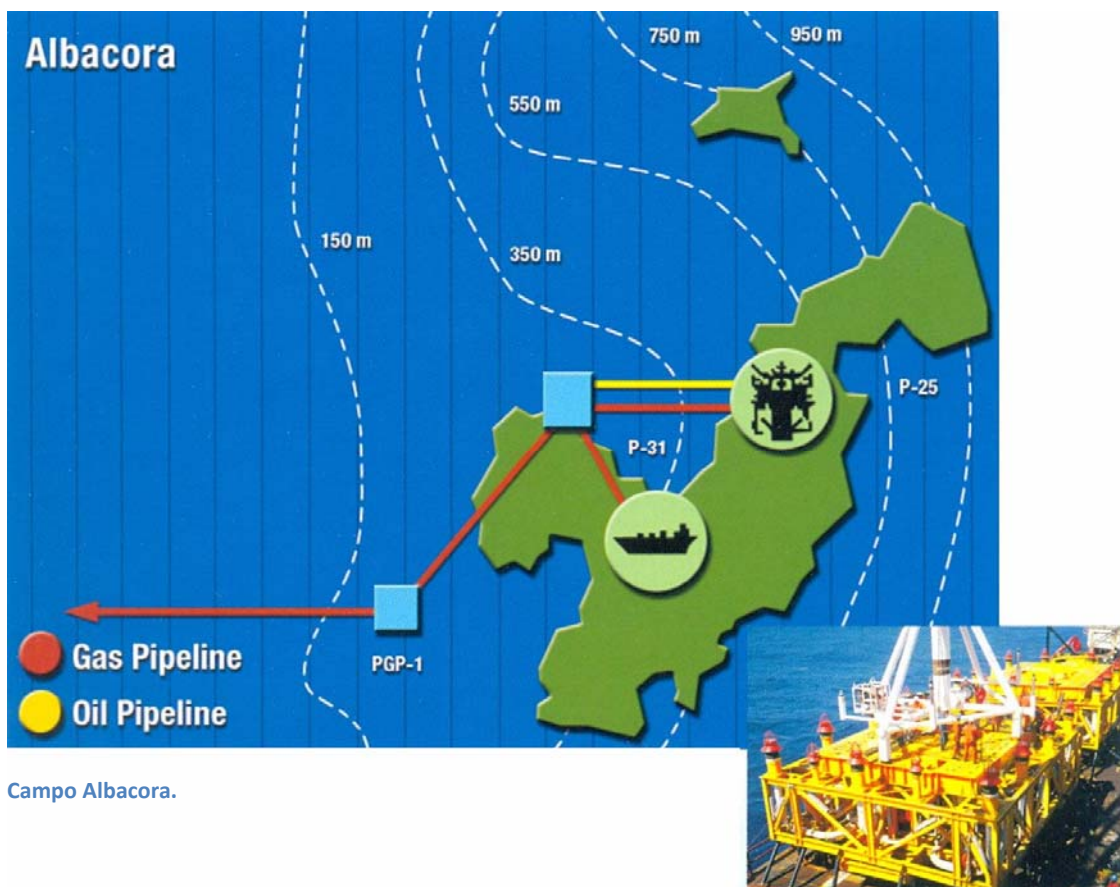 Albacora
750 m
950 m
550 m
150 m
350 m
P-25
P-31
PGP-1
Gas Pipeline
Oil Pipeline
Campo Albacora.